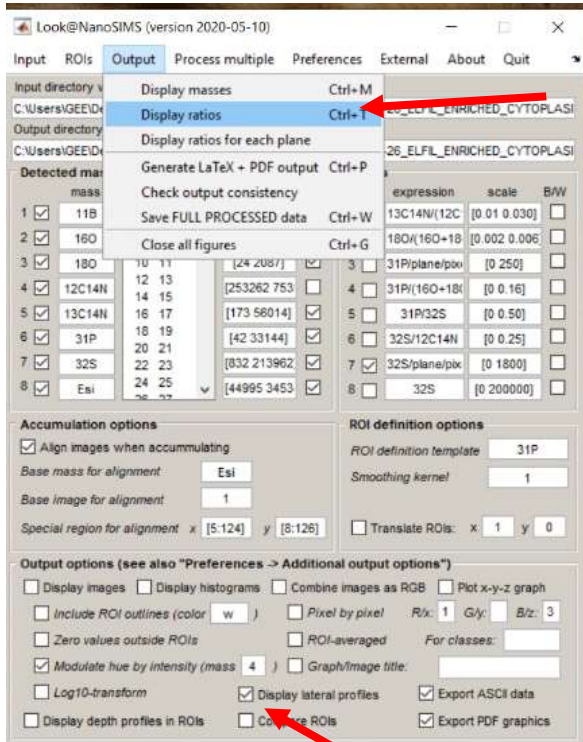 Look@NanoSIMS (version 2020-05-10)
Input ROIs Output Process multiple Preferences External About Quit
Input directory
Display masses Ctrl+M
C:\Users\GEE\De
Display ratios Ctrl+T
26_ELFIL_ENRICHED_CYTOPLASI
Output directory
Display ratios for each plane
C:\Users\GEE\De
-26_ELFIL_ENRICHED_CYTOPLASI
Generate LaTeX + PDF output Ctrl+P
Check output consistency
Save FULL PROCESSED data Ctrl+W
Close all figures Ctrl+G
Detected
mass expression scale B/W
1 11B 13C14N/(12C [0.01 0.030]
2 16O 18O/(16O+18 [0.002 0.006]
3 18O 10 11 [24 2087] 3 31P/plane/pix [0 250]
4 12C14N 12 13 [253262 753 4 31P/(16O+18 [0 0.16]
14 15
5 13C14N 16 17 [173 56014] 5 31P/32S [0 0.50]
6 31P 18 19 [42 33144] 6 32S/12C14N [0 0.25]
20 21
7 32S 22 23 [832 213962] 7 32S/plane/pix [0 1800]
8 Esi 24 25 [44995 3453 8 32S [0 200000]
26 27
Accumulation options ROI definition options
Align images when accummulating ROI definition template 31P
Base mass for alignment Esi Smoothing kernel 1
Base image for alignment 1
Special region for alignment x [5:124] y [8:126] Translate ROIs: x 1 y 0
Output options (see also "Preferences -> Additional output options")
Display images Display histograms Combine images as RGB Plot x-y-z graph
Include ROI outlines (color w ) Pixel by pixel R/x: 1 G/y: B/z: 3
Zero values outside ROIs ROI-averaged For classes:
Modulate hue by intensity (mass 4 ) Graph/Image title:
Log10-transform Display lateral profiles Export ASCII data
Display depth profiles in ROIs Compare ROIs Export PDF graphics